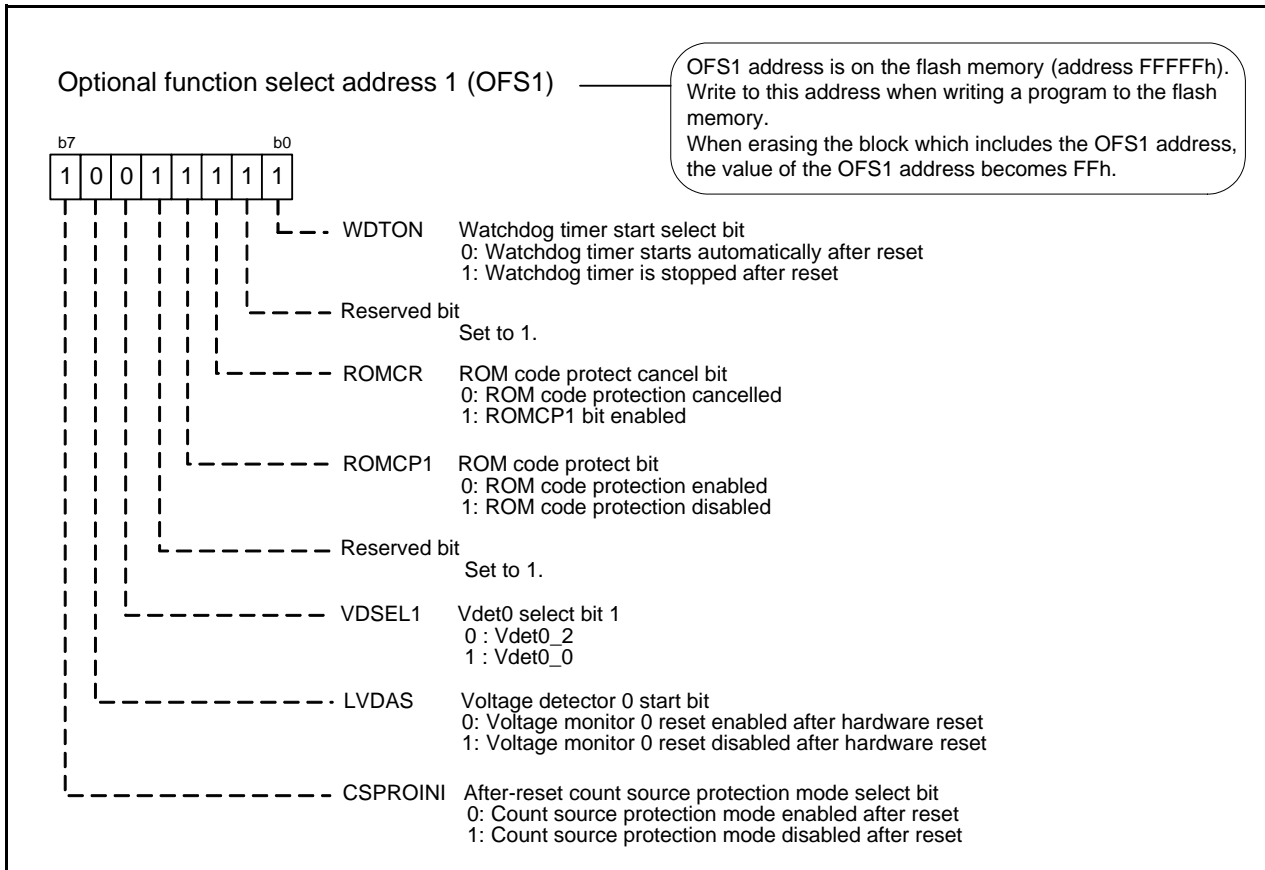 Optional function select address 1 (OFS1)
OFS1 address is on the flash memory (address FFFFFh).
Write to this address when writing a program to the flash
memory.
When erasing the block which includes the OFS1 address,
the value of the OFS1 address becomes FFh.
b7 b0
1 0 0 1 1 1 1 1
WDTON Watchdog timer start select bit
0: Watchdog timer starts automatically after reset
1: Watchdog timer is stopped after reset
Reserved bit
Set to 1.
ROMCR ROM code protect cancel bit
0: ROM code protection cancelled
1: ROMCP1 bit enabled
ROMCP1 ROM code protect bit
0: ROM code protection enabled
1: ROM code protection disabled
Reserved bit
Set to 1.
VDSEL1 Vdet0 select bit 1
0 : Vdet0_2
1 : Vdet0_0
LVDAS Voltage detector 0 start bit
0: Voltage monitor 0 reset enabled after hardware reset
1: Voltage monitor 0 reset disabled after hardware reset
CSPROINI After-reset count source protection mode select bit
0: Count source protection mode enabled after reset
1: Count source protection mode disabled after reset